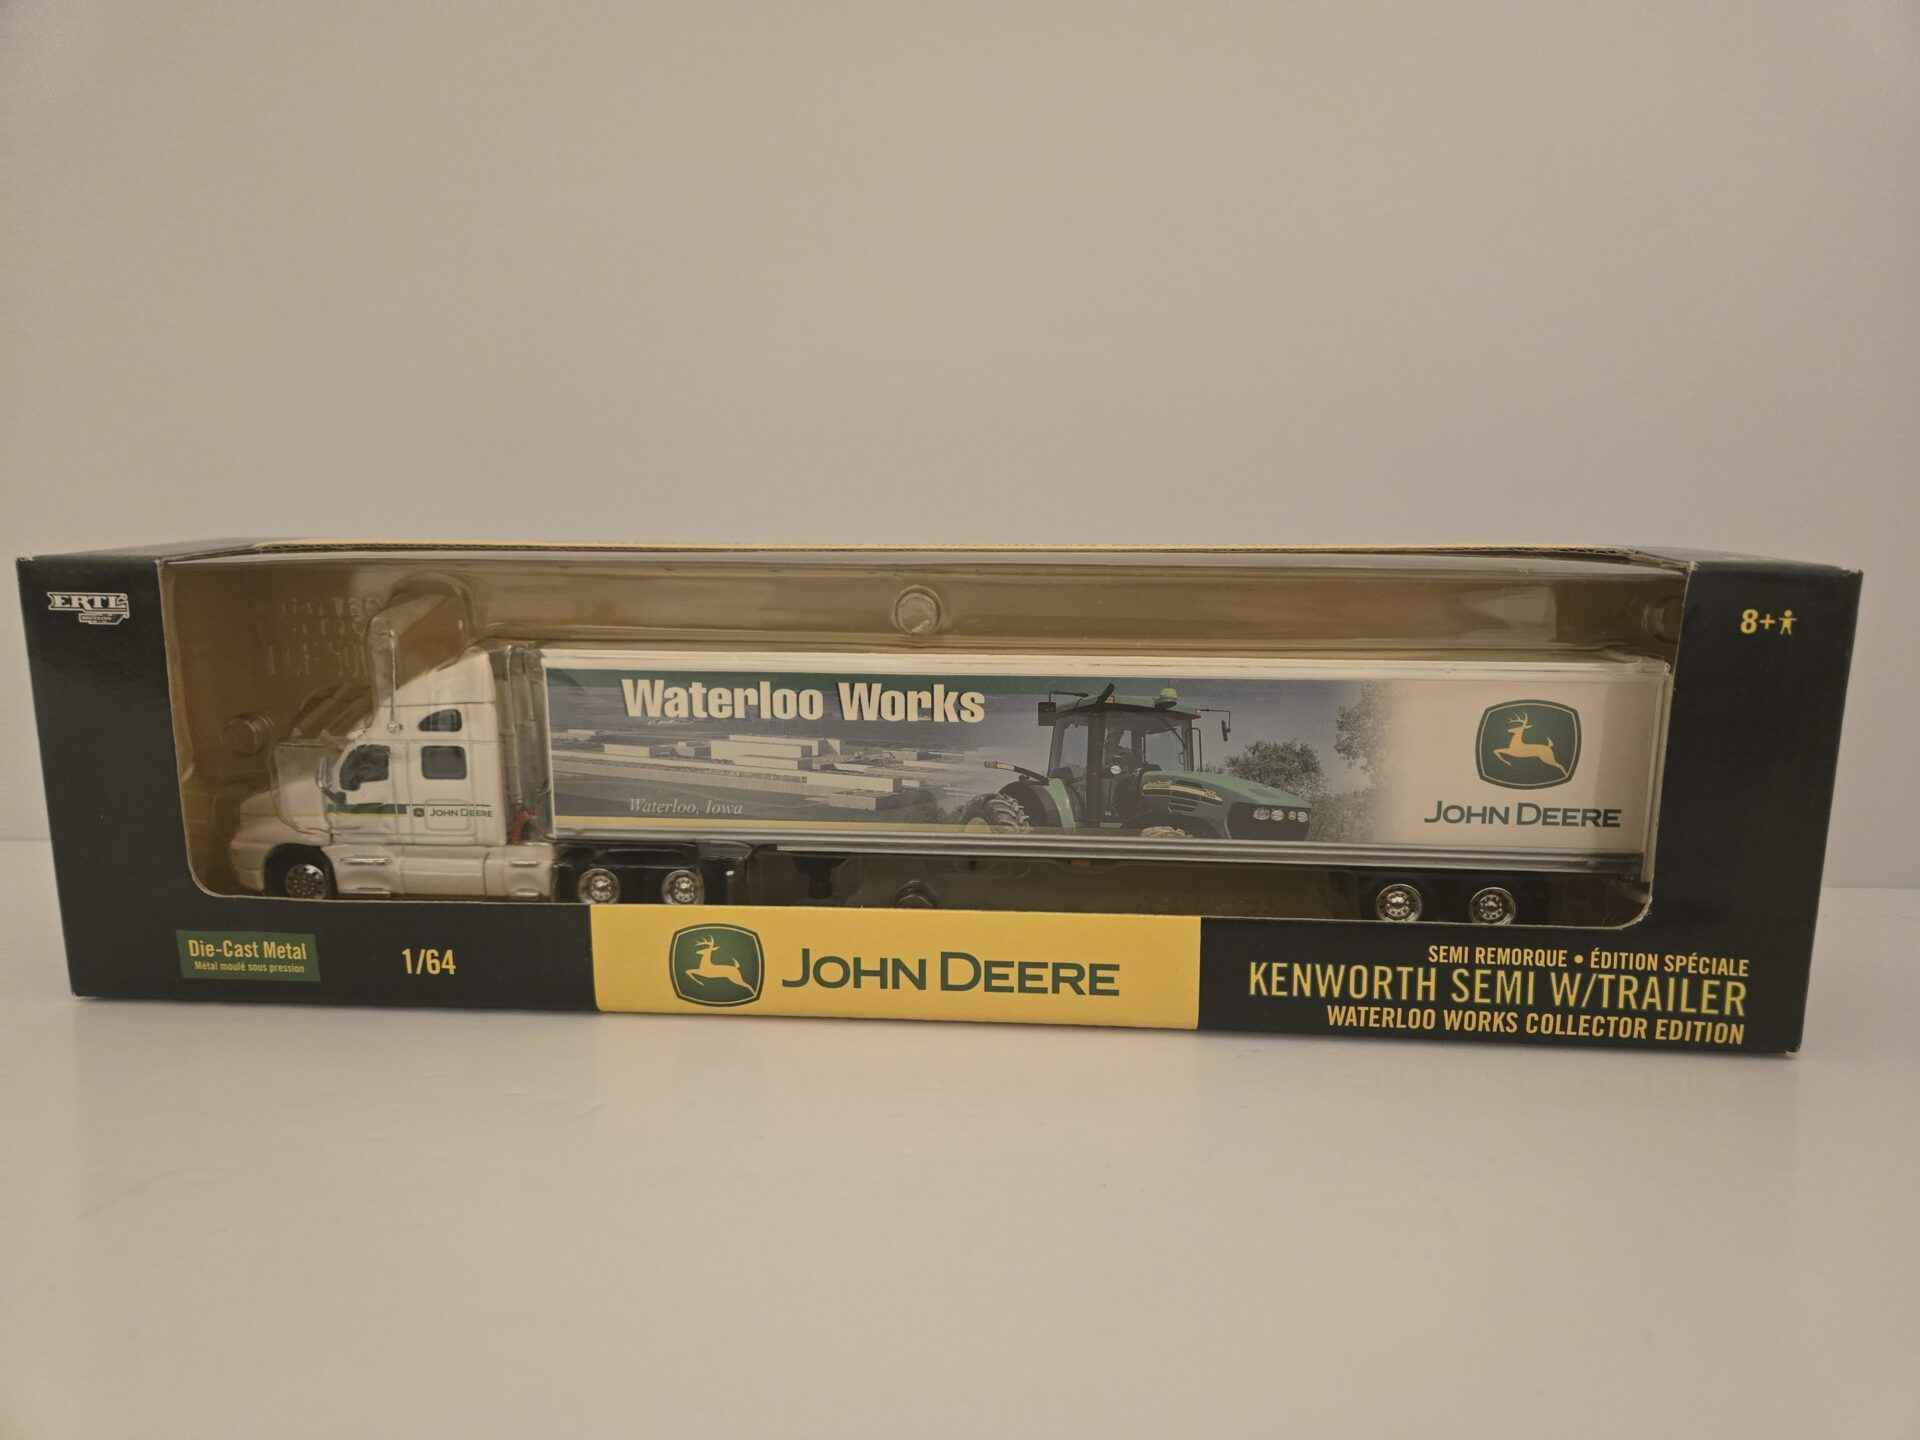 ERTL
8+
Waterloo Works
Waterloo, Iowa
JOHN DEERE
JOHN DEERE
Die-Cast Metal
Métal moulé sous pression
1/64
JOHN DEERE
SEMI REMORQUE • ÉDITION SPÉCIALE
KENWORTH SEMI W/TRAILER
WATERLOO WORKS COLLECTOR EDITION